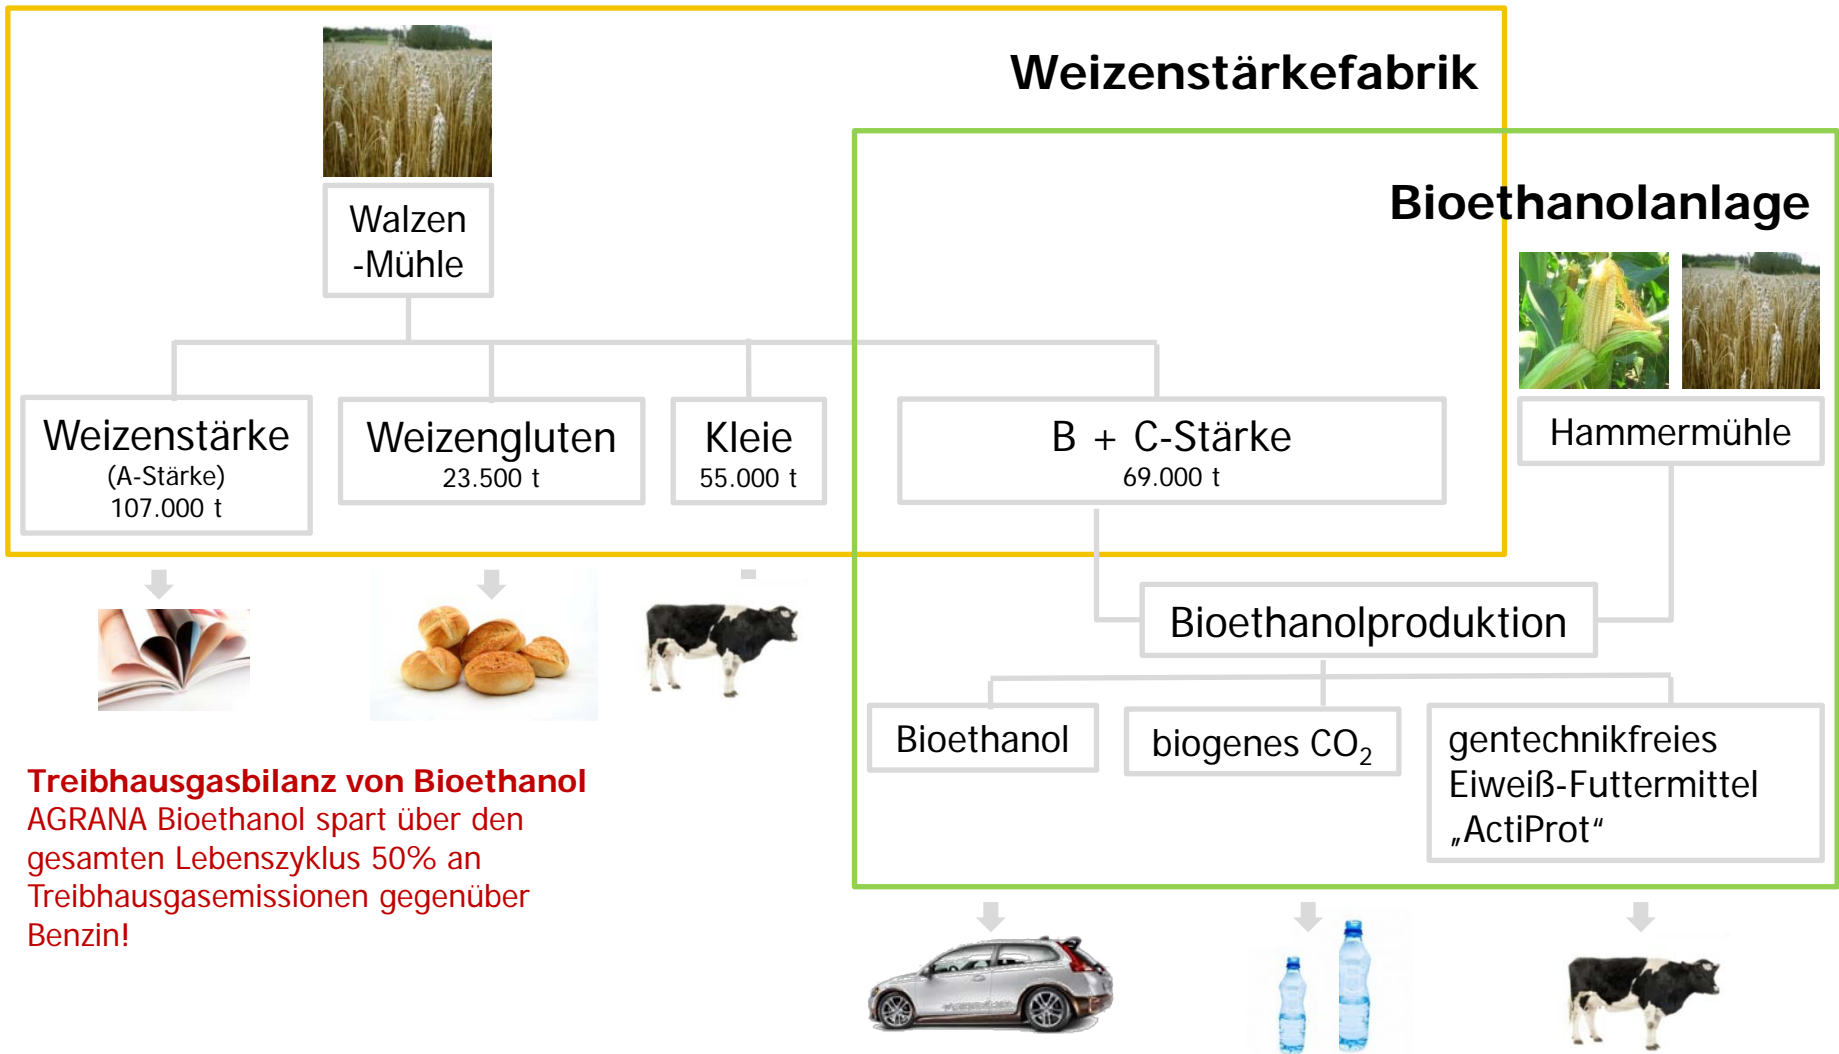 Weizenstärkefabrik
Bioethanolanlage
Walzen
-Mühle
Weizenstärke
(A-Stärke)
107.000 t
Weizengluten
23.500 t
Kleie
55.000 t
B + C-Stärke
69.000 t
Hammermühle
Bioethanolproduktion
Bioethanol
biogenes CO₂
gentechnikfreies
Eiweiß-Futtermittel
„ActiProt“
Treibhausgasbilanz von Bioethanol
AGRANA Bioethanol spart über den
gesamten Lebenszyklus 50% an
Treibhausgasemissionen gegenüber
Benzin!